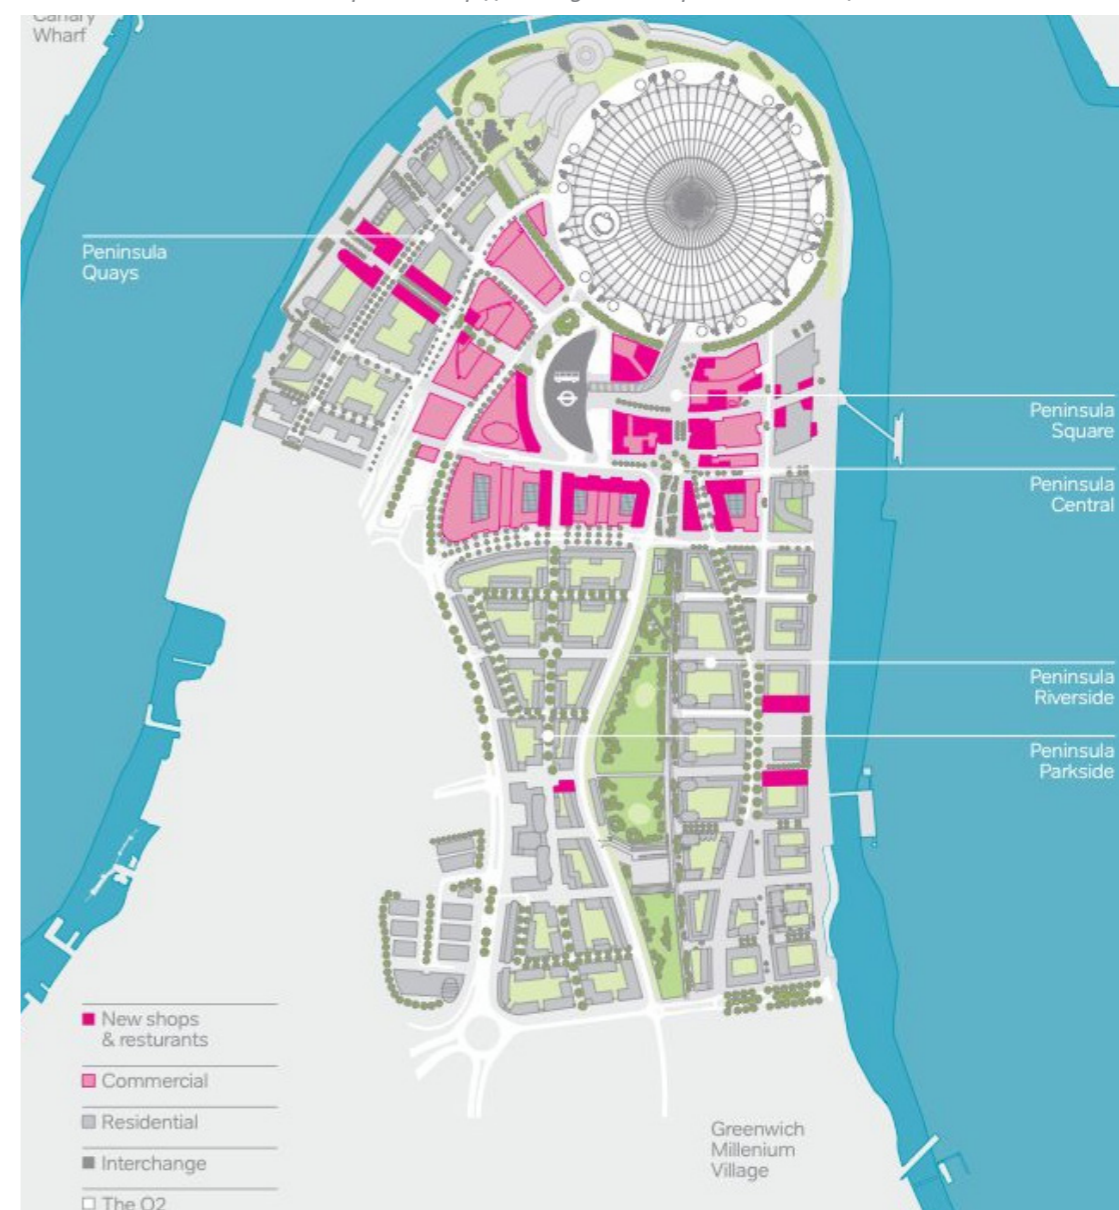 Canary
Wharf
Peninsula
Quays
Peninsula
Square
Peninsula
Central
Peninsula
Riverside
Peninsula
Parkside
New shops
& resturants
Commercial
Residential
Interchange
The O2
Greenwich
Millenium
Village